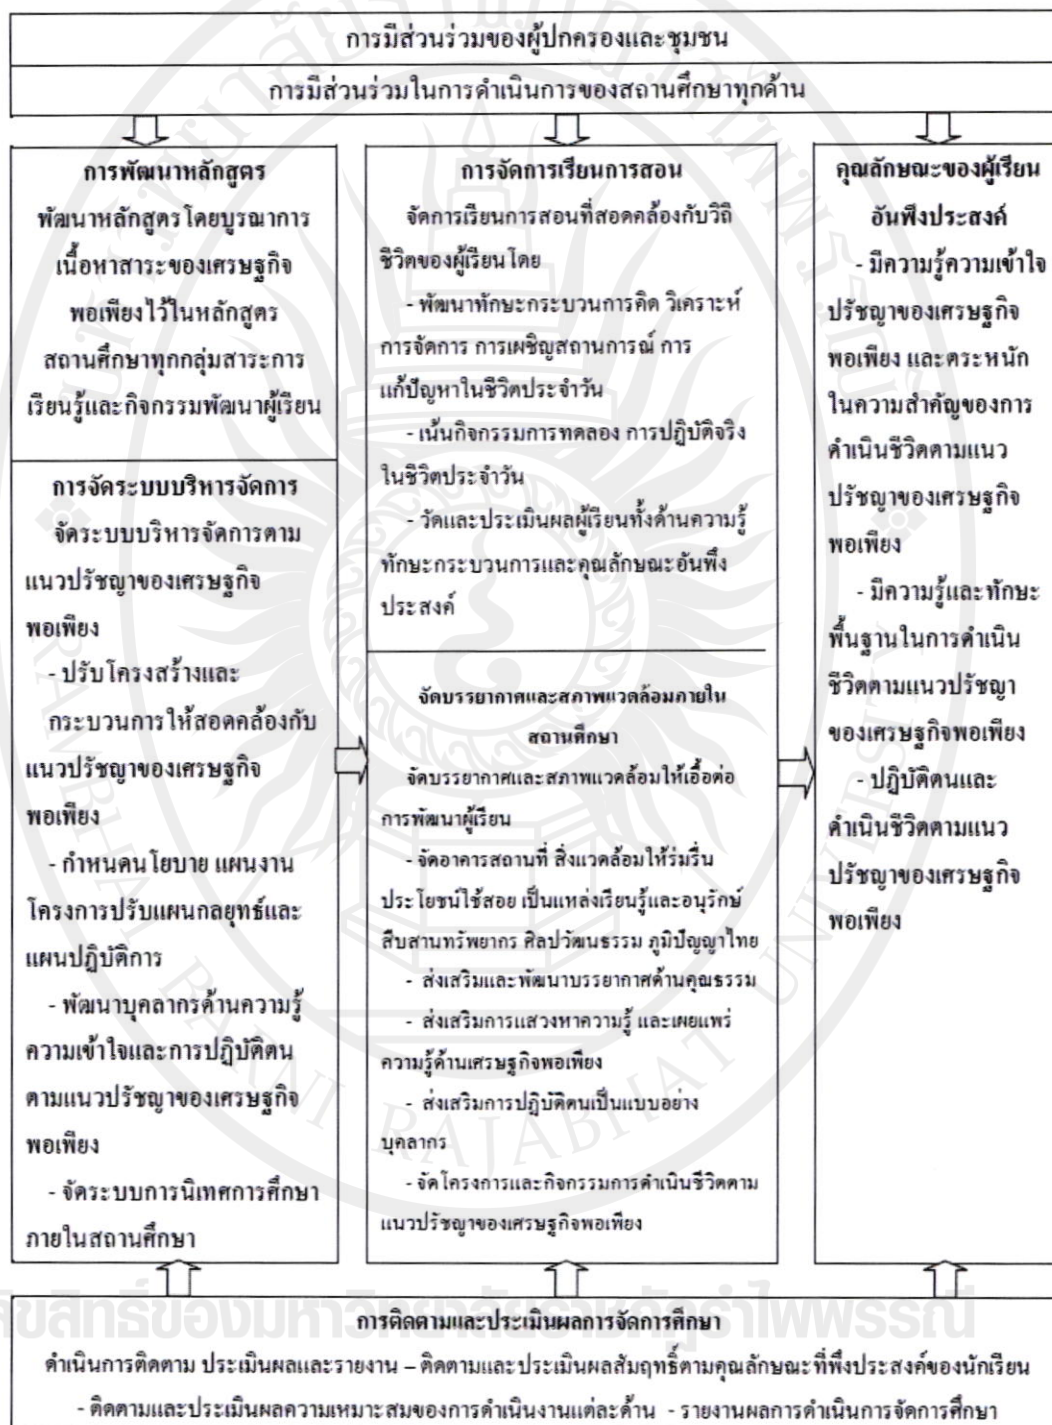 การมีส่วนร่วมของผู้ปกครองและชุมชน
การมีส่วนร่วมในการดำเนินการของสถานศึกษาทุกด้าน
การพัฒนาหลักสูตร
พัฒนาหลักสูตรโดยบูรณาการ
เนื้อหาสาระของเศรษฐกิจ
พอเพียงไว้ในหลักสูตร
สถานศึกษาทุกกลุ่มสาระการ
เรียนรู้และกิจกรรมพัฒนาผู้เรียน
การจัดระบบบริหารจัดการ
จัดระบบบริหารจัดการตาม
แนวปรัชญาของเศรษฐกิจ
พอเพียง
- ปรับโครงสร้างและ
กระบวนการให้สอดคล้องกับ
แนวปรัชญาของเศรษฐกิจ
พอเพียง
- กำหนดนโยบาย แผนงาน
โครงการปรับแผนกลยุทธ์และ
แผนปฏิบัติการ
- พัฒนาบุคลากรด้านความรู้
ความเข้าใจและการปฏิบัติตน
ตามแนวปรัชญาของเศรษฐกิจ
พอเพียง
- จัดระบบการนิเทศการศึกษา
ภายในสถานศึกษา
การจัดการเรียนการสอน
จัดการเรียนการสอนที่สอดคล้องกับวิถี
ชีวิตของผู้เรียนโดย
- พัฒนาทักษะกระบวนการคิด วิเคราะห์
การจัดการ การเผชิญสถานการณ์ การ
แก้ปัญหาในชีวิตประจำวัน
- เน้นกิจกรรมการทดลอง การปฏิบัติจริง
ในชีวิตประจำวัน
- วัดและประเมินผลผู้เรียนทั้งด้านความรู้
ทักษะกระบวนการและคุณลักษณะอันพึง
ประสงค์
จัดบรรยากาศและสภาพแวดล้อมภายใน
สถานศึกษา
จัดบรรยากาศและสภาพแวดล้อมให้เอื้อต่อ
การพัฒนาผู้เรียน
- จัดอาคารสถานที่ สิ่งแวดล้อมให้ร่มรื่น
ประโยชน์ใช้สอย เป็นแหล่งเรียนรู้และอนุรักษ์
สืบสานทรัพยากร ศิลปวัฒนธรรม ภูมิปัญญาไทย
- ส่งเสริมและพัฒนาบรรยากาศด้านคุณธรรม
- ส่งเสริมการแสวงหาความรู้ และเผยแพร่
ความรู้ด้านเศรษฐกิจพอเพียง
- ส่งเสริมการปฏิบัติตนเป็นแบบอย่าง
บุคลากร
- จัดโครงการและกิจกรรมการดำเนินชีวิตตาม
แนวปรัชญาของเศรษฐกิจพอเพียง
คุณลักษณะของผู้เรียน
อันพึงประสงค์
- มีความรู้ความเข้าใจ
ปรัชญาของเศรษฐกิจ
พอเพียง และตระหนัก
ในความสำคัญของการ
ดำเนินชีวิตตามแนว
ปรัชญาของเศรษฐกิจ
พอเพียง
- มีความรู้และทักษะ
พื้นฐานในการดำเนิน
ชีวิตตามแนวปรัชญา
ของเศรษฐกิจพอเพียง
- ปฏิบัติตนและ
ดำเนินชีวิตตามแนว
ปรัชญาของเศรษฐกิจ
พอเพียง
การติดตามและประเมินผลการจัดการศึกษา
ดำเนินการติดตาม ประเมินผลและรายงาน – ติดตามและประเมินผลสัมฤทธิ์ตามคุณลักษณะที่พึงประสงค์ของนักเรียน
- ติดตามและประเมินผลความเหมาะสมของการดำเนินงานแต่ละด้าน - รายงานผลการดำเนินการจัดการศึกษา
RAMBHAI BARNI RAJABHAT UNIVERSITY